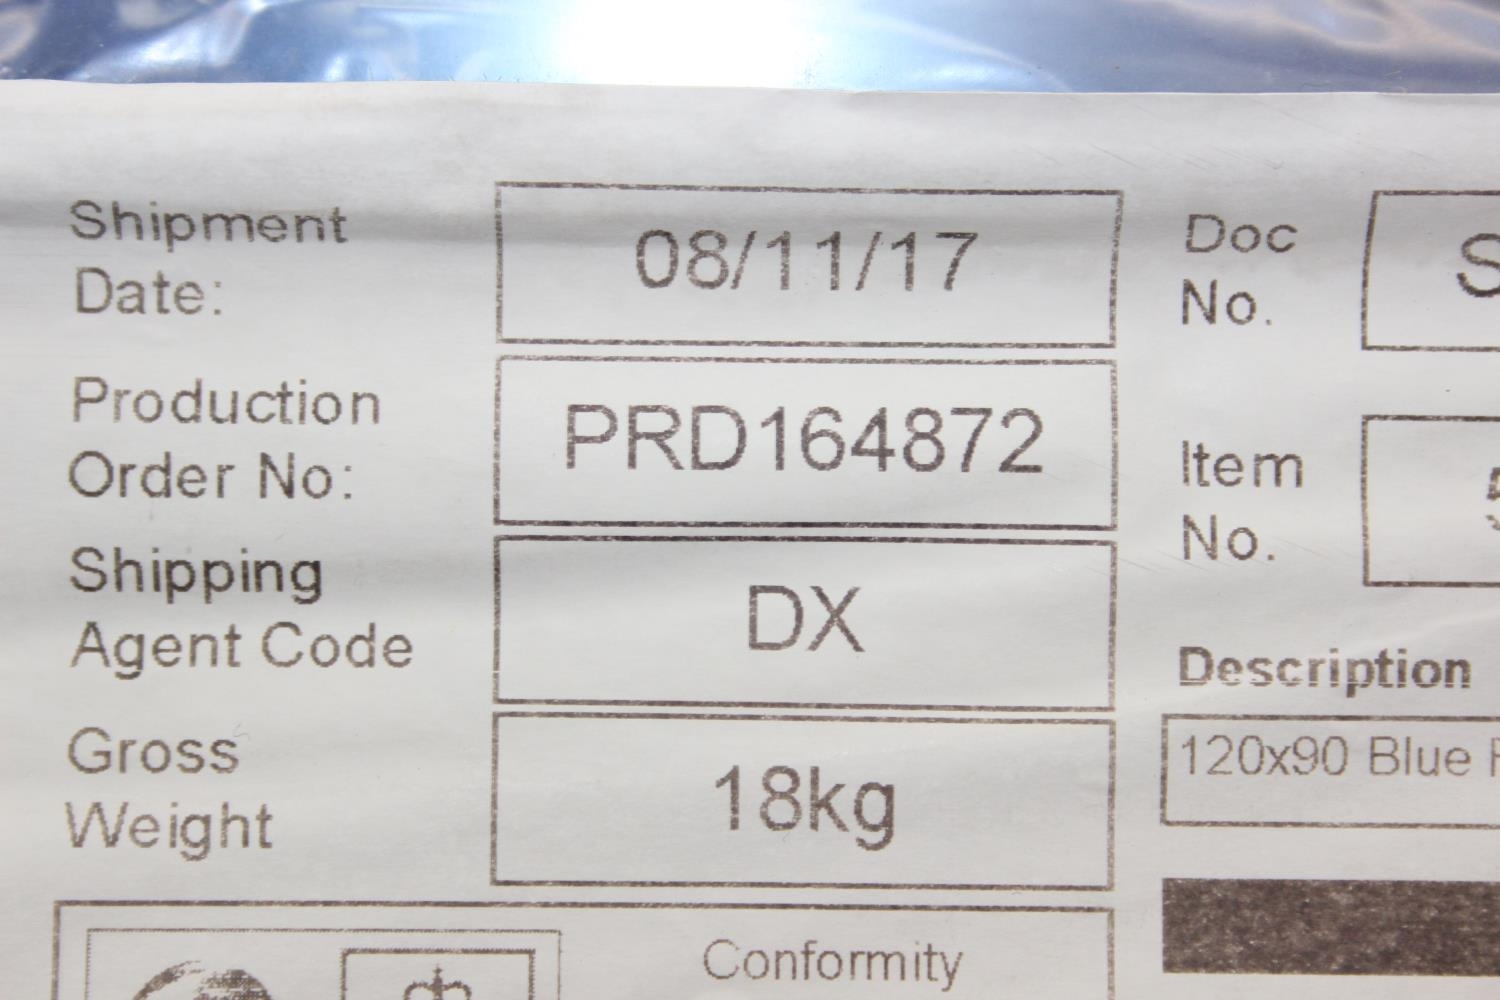 Shipment
Date:
08/11/17
Doc
No.
S
Production
Order No:
PRD164872
Item
No.
Shipping
Agent Code
DX
Description
120x90 Blue
Gross
Weight
18kg
Conformity